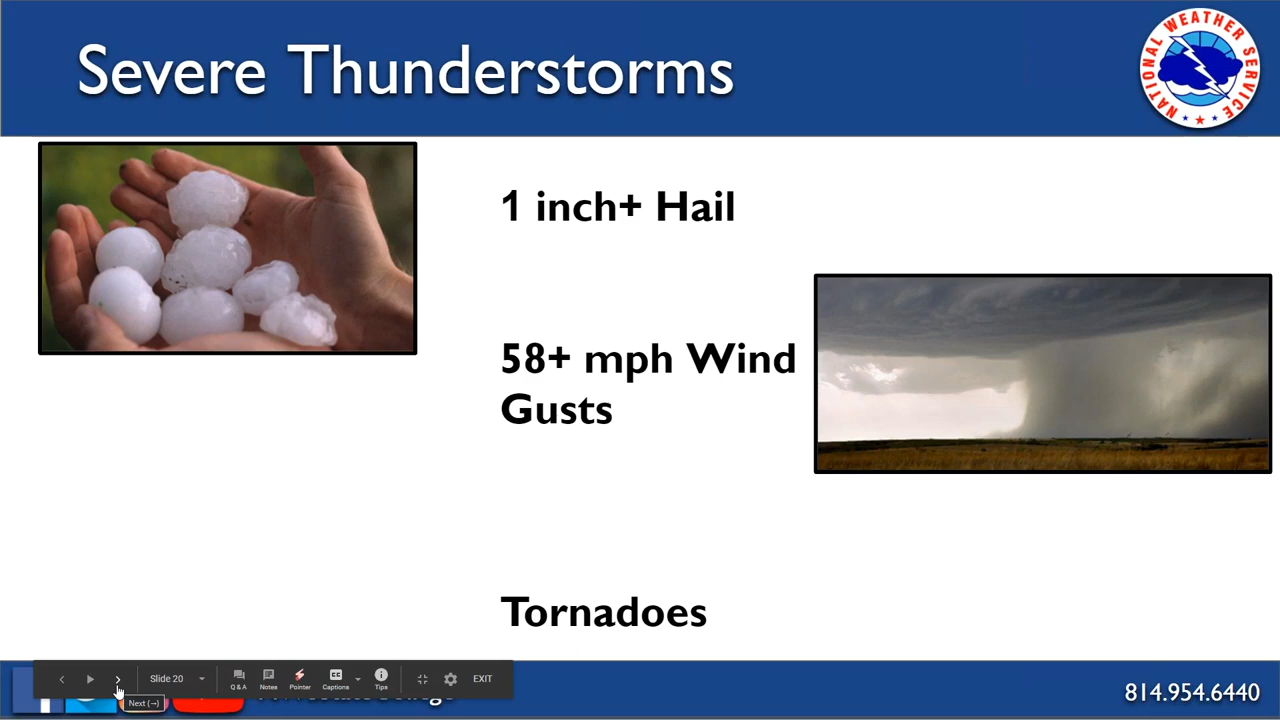 Severe Thunderstorms
NATIONAL WEATHER SERVICE
1 inch+ Hail
58+ mph Wind
Gusts
Tornadoes
Slide 20
Q & A
Notes
Pointer
Captions
Tips
EXIT
Next (→)
814.954.6440